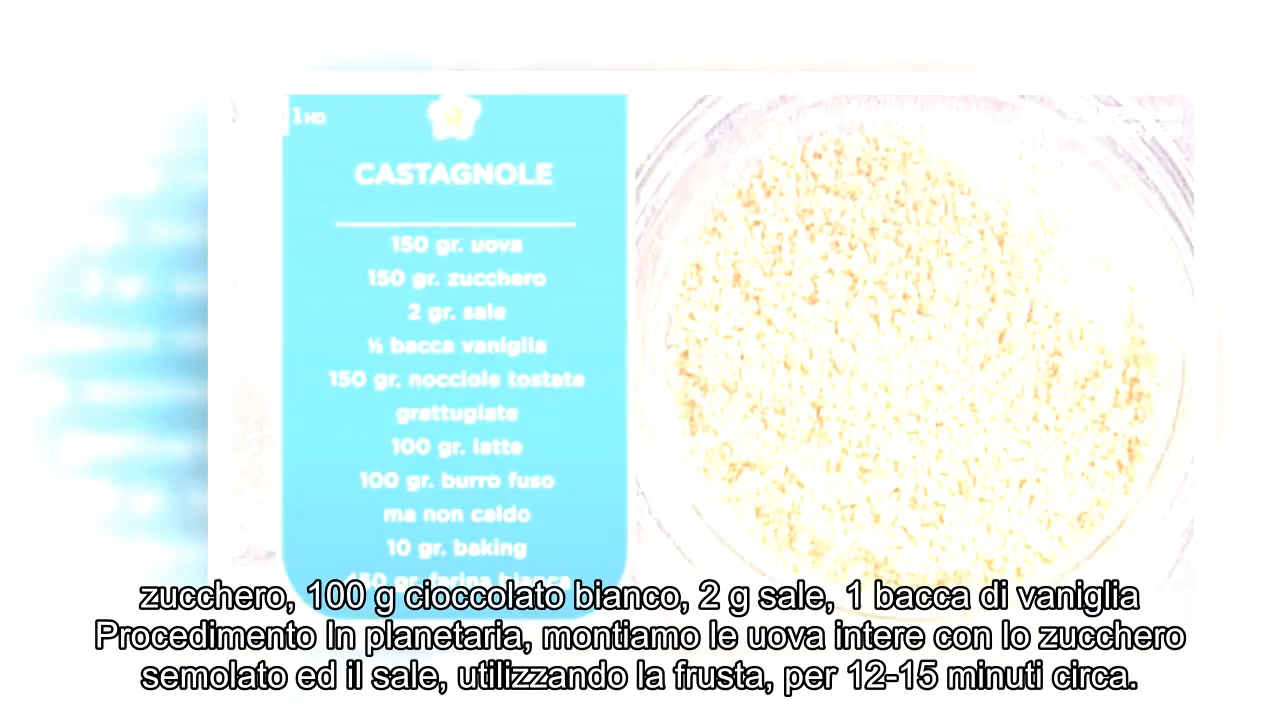 1HD
CASTAGNOLE
150 gr. uova
150 gr. zucchero
2 gr. sale
½ bacca vaniglia
150 gr. nocciole tostate
grattugiate
100 gr. latte
100 gr. burro fuso
ma non caldo
10 gr. baking
gr. farina bianca
zucchero, 100 g cioccolato bianco, 2 g sale, 1 bacca di vaniglia
Procedimento In planetaria, montiamo le uova intere con lo zucchero
semolato ed il sale, utilizzando la frusta, per 12-15 minuti circa.